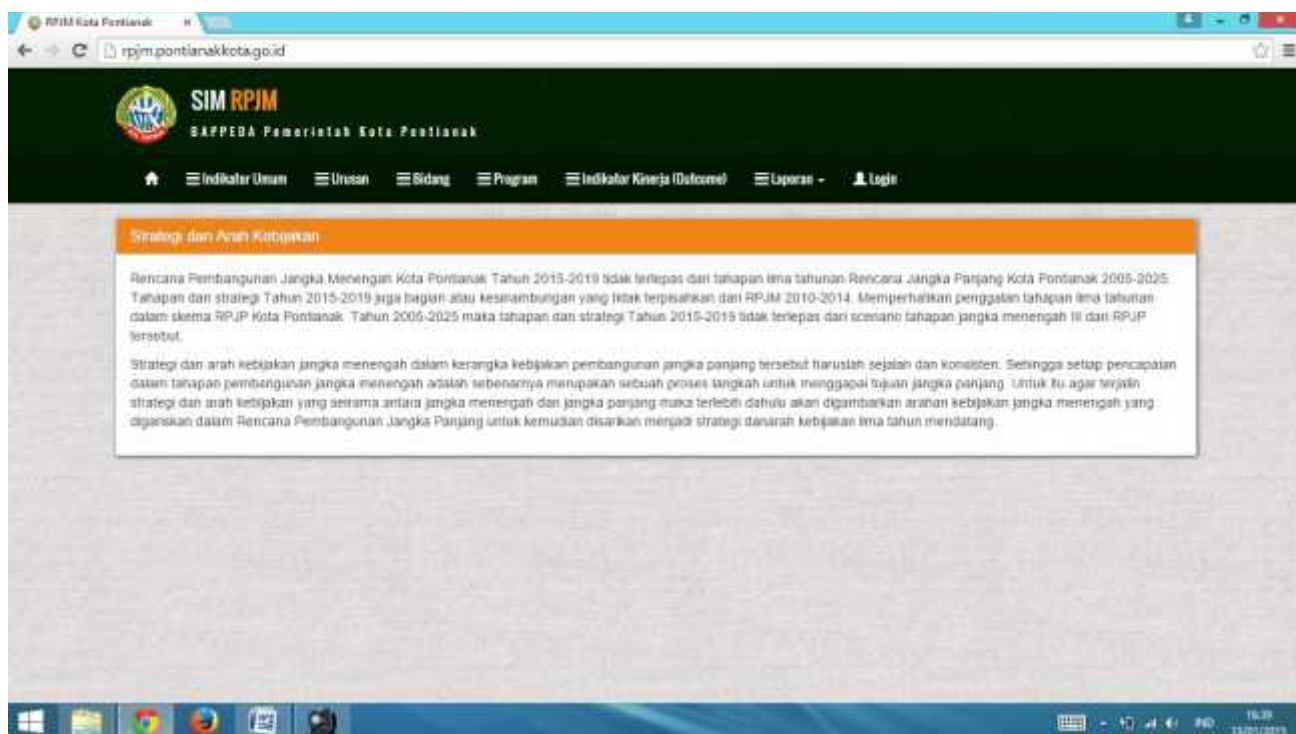 RPJM Kota Pontianak
rpjm.pontianakkota.go.id
SIM RPJM
BAPPEDA Pemerintah Kota Pontianak
Indikator Umum Urusan Bidang Program Indikator Kinerja (Outcome) Laporan Login
Strategi dan Arah Kebijakan
Rencana Pembangunan Jangka Menengah Kota Pontianak Tahun 2015-2019 tidak terlepas dari tahapan lima tahunan Rencana Jangka Panjang Kota Pontianak 2005-2025.
Tahapan dan strategi Tahun 2015-2019 juga bagian atau kesinambungan yang tidak terpisahkan dari RPJM 2010-2014. Memperhatikan penggalan tahapan lima tahunan
dalam skema RPJP Kota Pontianak Tahun 2005-2025 maka tahapan dan strategi Tahun 2015-2019 tidak terlepas dari scenario tahapan jangka menengah III dari RPJP
tersebut.
Strategi dan arah kebijakan jangka menengah dalam kerangka kebijakan pembangunan jangka panjang tersebut haruslah sejalan dan konsisten. Sehingga setiap pencapaian
dalam tahapan pembangunan jangka menengah adalah sebenarnya merupakan sebuah proses langkah untuk menggapai tujuan jangka panjang. Untuk itu agar terjalin
strategi dan arah kebijakan yang seirama antara jangka menengah dan jangka panjang maka terlebih dahulu akan digambarkan arahan kebijakan jangka menengah yang
digariskan dalam Rencana Pembangunan Jangka Panjang untuk kemudian disarikan menjadi strategi danarah kebijakan lima tahun mendatang.
IND
16.39
13/01/2015